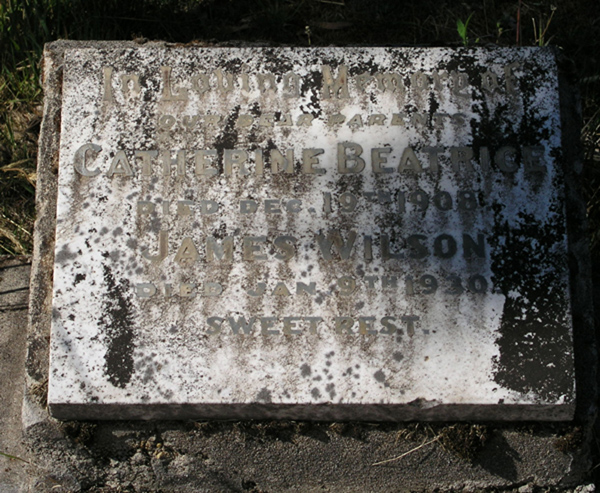 In Loving Memory of
OUR DEAR PARENTS
CATHERINE BEATRICE
DIED DEC. 19TH 1908.
JAMES WILSON
DIED JAN. 9TH 1930.
SWEET REST.